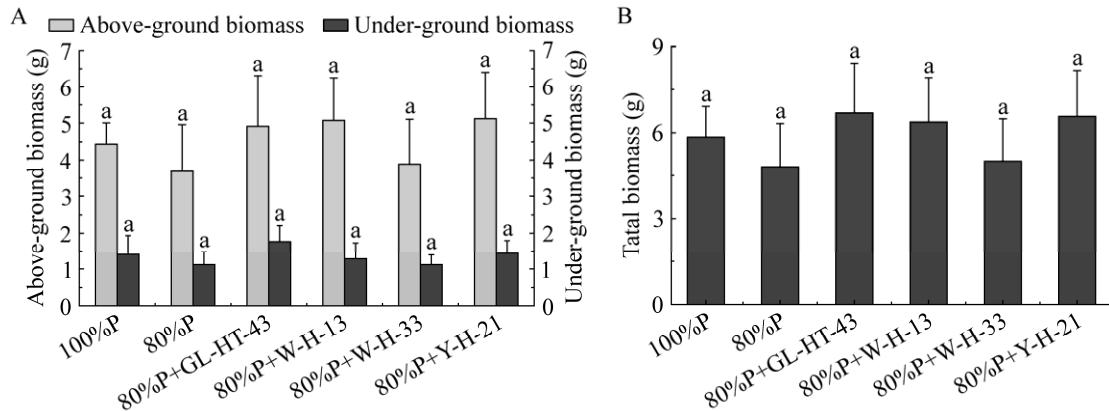 A
Above-ground biomass
Under-ground biomass
Above-ground biomass (g)
7
6
5
4
3
2
1
0
a a a a a a
a a a a a a
7
6
5
4
3
2
1
0
Under-ground biomass (g)
100%P
80%P
80%P+GL-HT-43
80%P+W-H-13
80%P+W-H-33
80%P+Y-H-21
B
Tatal biomass (g)
9
6
3
0
a a a a a a
100%P
80%P
80%P+GL-HT-43
80%P+W-H-13
80%P+W-H-33
80%P+Y-H-21